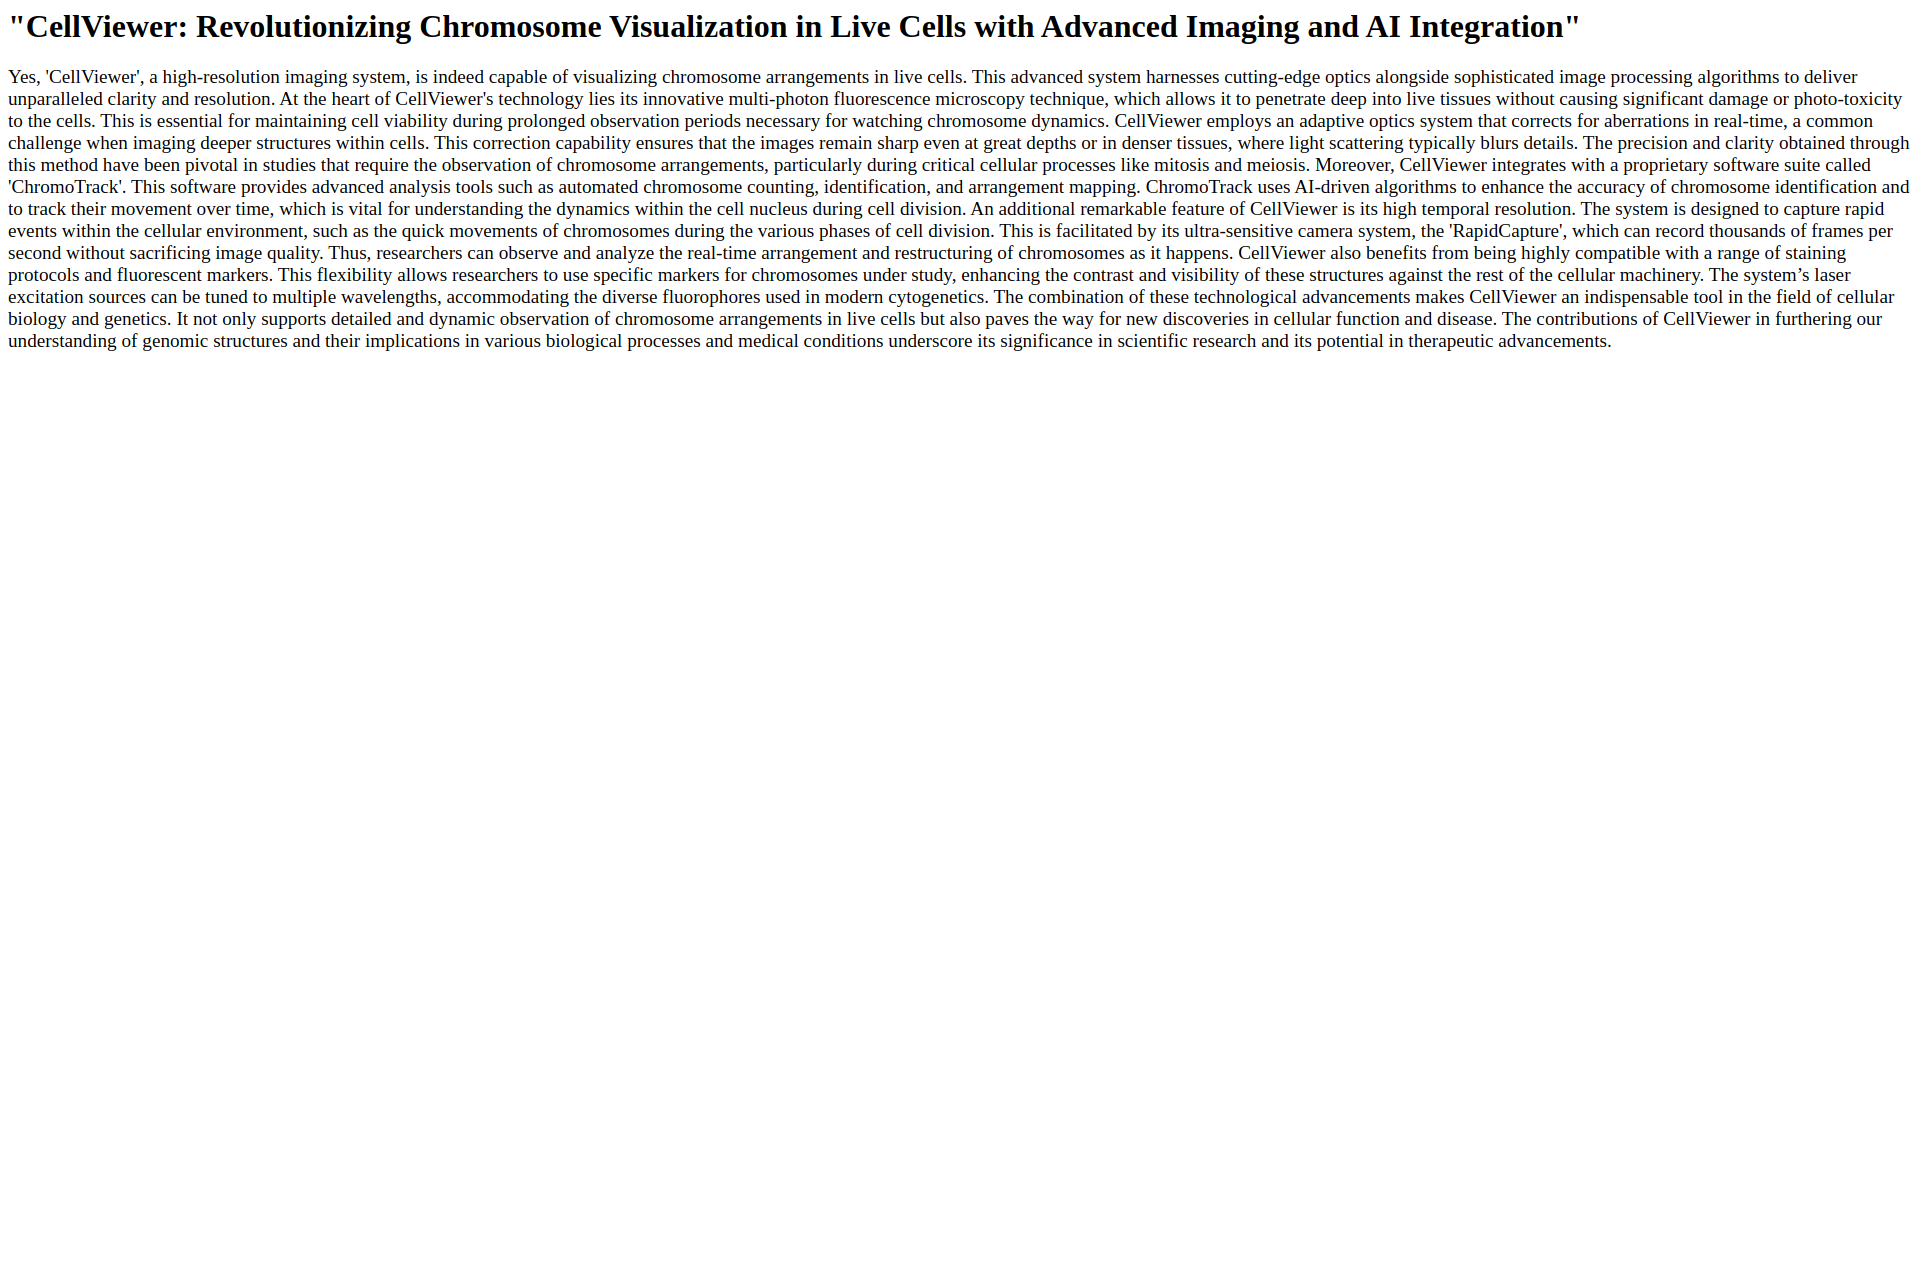 "CellViewer: Revolutionizing Chromosome Visualization in Live Cells with Advanced Imaging and AI Integration"
Yes, 'CellViewer', a high-resolution imaging system, is indeed capable of visualizing chromosome arrangements in live cells. This advanced system harnesses cutting-edge optics alongside sophisticated image processing algorithms to deliver
unparalleled clarity and resolution. At the heart of CellViewer's technology lies its innovative multi-photon fluorescence microscopy technique, which allows it to penetrate deep into live tissues without causing significant damage or photo-toxicity
to the cells. This is essential for maintaining cell viability during prolonged observation periods necessary for watching chromosome dynamics. CellViewer employs an adaptive optics system that corrects for aberrations in real-time, a common
challenge when imaging deeper structures within cells. This correction capability ensures that the images remain sharp even at great depths or in denser tissues, where light scattering typically blurs details. The precision and clarity obtained through
this method have been pivotal in studies that require the observation of chromosome arrangements, particularly during critical cellular processes like mitosis and meiosis. Moreover, CellViewer integrates with a proprietary software suite called
'ChromoTrack'. This software provides advanced analysis tools such as automated chromosome counting, identification, and arrangement mapping. ChromoTrack uses AI-driven algorithms to enhance the accuracy of chromosome identification and
to track their movement over time, which is vital for understanding the dynamics within the cell nucleus during cell division. An additional remarkable feature of CellViewer is its high temporal resolution. The system is designed to capture rapid
events within the cellular environment, such as the quick movements of chromosomes during the various phases of cell division. This is facilitated by its ultra-sensitive camera system, the 'RapidCapture', which can record thousands of frames per
second without sacrificing image quality. Thus, researchers can observe and analyze the real-time arrangement and restructuring of chromosomes as it happens. CellViewer also benefits from being highly compatible with a range of staining
protocols and fluorescent markers. This flexibility allows researchers to use specific markers for chromosomes under study, enhancing the contrast and visibility of these structures against the rest of the cellular machinery. The system’s laser
excitation sources can be tuned to multiple wavelengths, accommodating the diverse fluorophores used in modern cytogenetics. The combination of these technological advancements makes CellViewer an indispensable tool in the field of cellular
biology and genetics. It not only supports detailed and dynamic observation of chromosome arrangements in live cells but also paves the way for new discoveries in cellular function and disease. The contributions of CellViewer in furthering our
understanding of genomic structures and their implications in various biological processes and medical conditions underscore its significance in scientific research and its potential in therapeutic advancements.